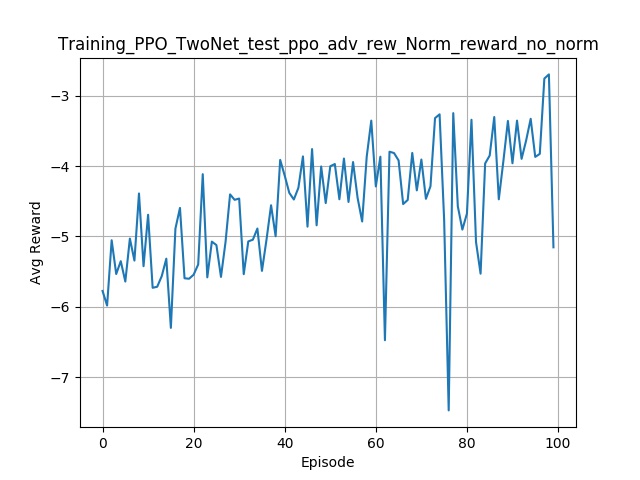 Training_PPO_TwoNet_test_ppo_adv_rew_Norm_reward_no_norm
−3
−4
−5
−6
−7
Avg Reward
0 20 40 60 80 100
Episode